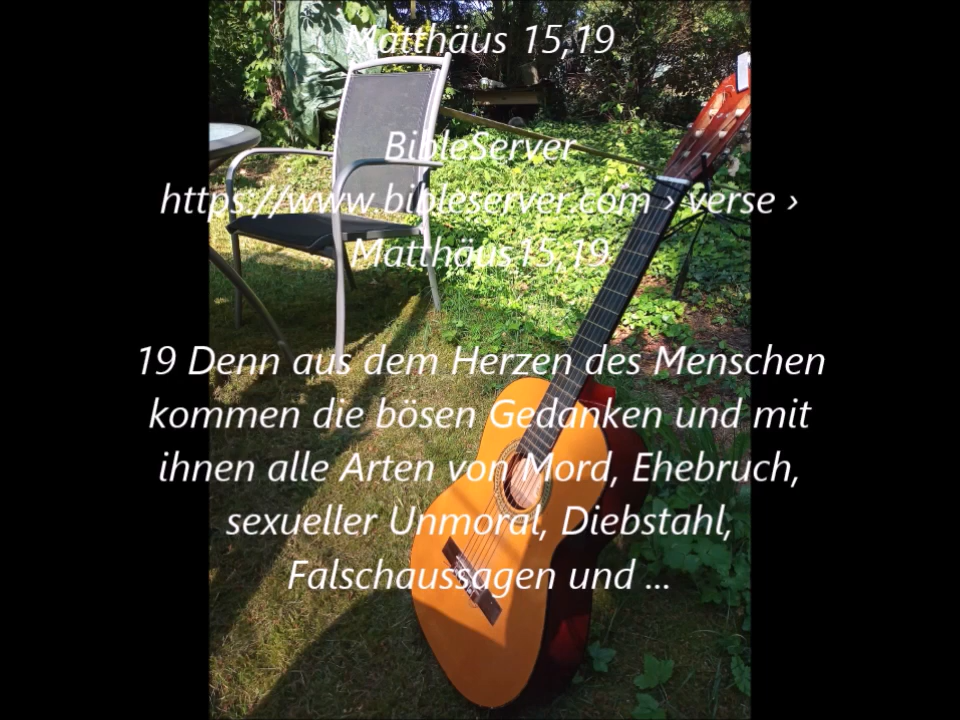 Matthäus 15,19
BibleServer
https://www.bibleserver.com › verse ›
Matthäus15,19
19 Denn aus dem Herzen des Menschen
kommen die bösen Gedanken und mit
ihnen alle Arten von Mord, Ehebruch,
sexueller Unmoral, Diebstahl,
Falschaussagen und ...